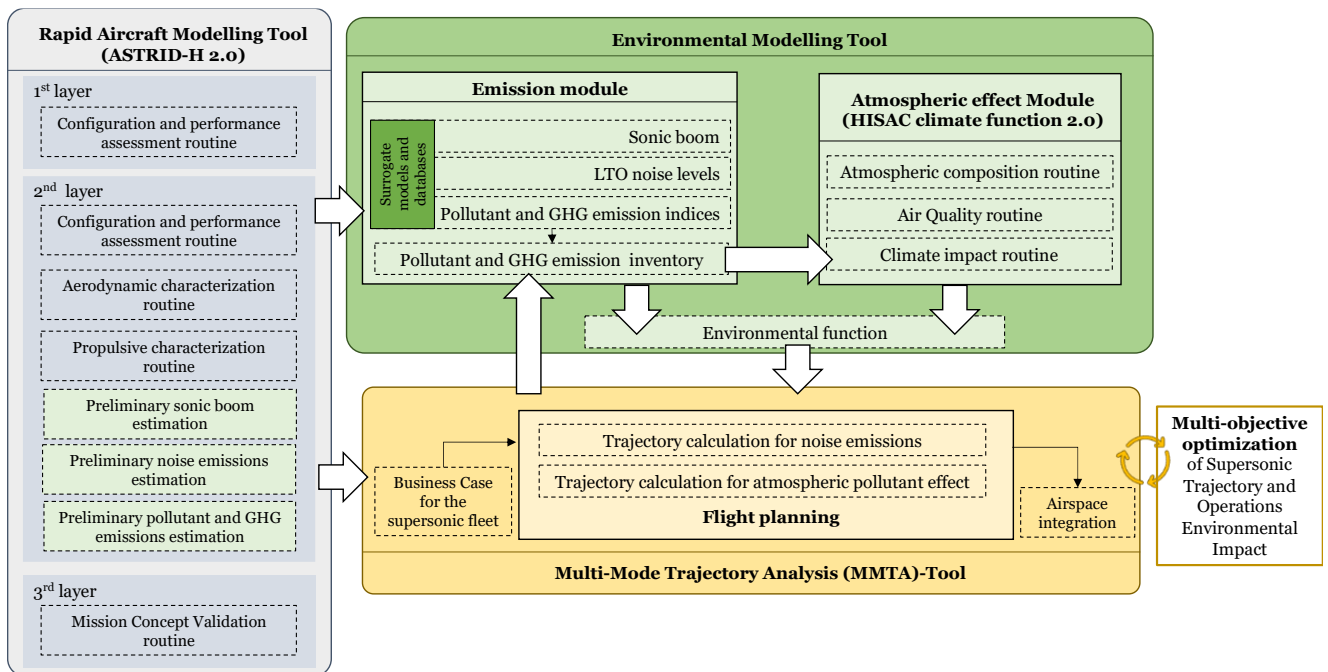 Rapid Aircraft Modelling Tool
(ASTRID-H 2.0)
1st layer
Configuration and performance
assessment routine
2nd layer
Configuration and performance
assessment routine
Aerodynamic characterization
routine
Propulsive characterization
routine
Preliminary sonic boom
estimation
Preliminary noise emissions
estimation
Preliminary pollutant and GHG
emissions estimation
3rd layer
Mission Concept Validation
routine
Environmental Modelling Tool
Emission module
Surrogate
models and
databases
Sonic boom
LTO noise levels
Pollutant and GHG emission indices
Pollutant and GHG emission inventory
Atmospheric effect Module
(HISAC climate function 2.0)
Atmospheric composition routine
Air Quality routine
Climate impact routine
Environmental function
Business Case
for the
supersonic fleet
Trajectory calculation for noise emissions
Trajectory calculation for atmospheric pollutant effect
Flight planning
Airspace
integration
Multi-Mode Trajectory Analysis (MMTA)-Tool
Multi-objective
optimization
of Supersonic
Trajectory and
Operations
Environmental
Impact